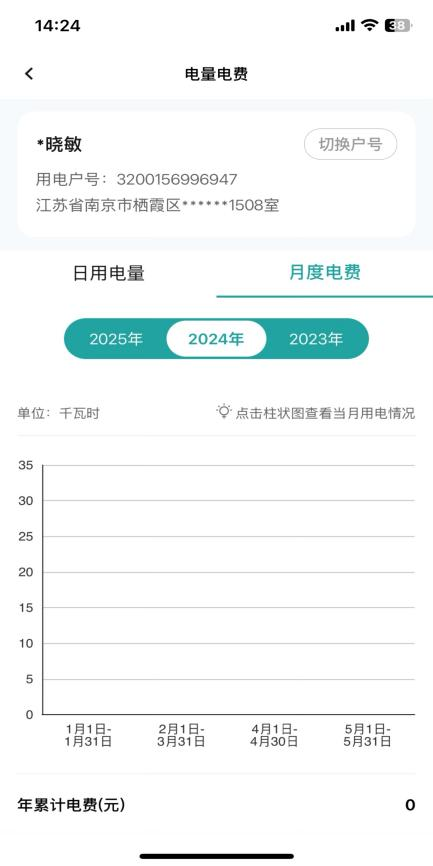 14:24
38
电量电费
*晓敏
切换户号
用电户号：3200156996947
江苏省南京市栖霞区******1508室
日用电量 月度电费
2025年 2024年 2023年
单位：千瓦时 点击柱状图查看当月用电情况
35
30
25
20
15
10
5
0
1月1日- 2月1日- 4月1日- 5月1日-
1月31日 3月31日 4月30日 5月31日
年累计电费(元) 0